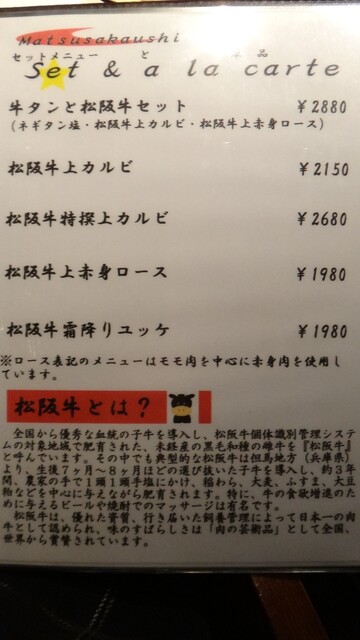 Matsusakaushi
セットメニュー と 単品
Set & a la carte
牛タンと松阪牛セット ￥2880
(ネギタン塩・松阪牛上カルビ・松阪牛上赤身ロース)
松阪牛上カルビ ￥2150
松阪牛特撰上カルビ ￥2680
松阪牛上赤身ロース ￥1980
松阪牛霜降りユッケ ￥1980
※ロース表記のメニューはモモ肉を中心に赤身肉を使用し
ています。
松阪牛とは？
全国から優秀な血統の子牛を導入し、松阪牛個体識別管理システ
ムの対象地域で肥育された、未経産の黒毛和種の雌牛を『松阪牛』
と呼んでいます。その中でも典型的な松阪牛は但馬地方（兵庫県）
より、生後７ヶ月～８ヶ月ほどの選び抜いた子牛を導入し、約３年
間、農家の手で１頭１頭手塩にかけ、稲わら、大麦、ふすま、大豆
粕などを中心に与えながら肥育されます。特に、牛の食欲増進のた
めに与えるビールや焼酎でのマッサージは有名です。
松阪牛は、優れた資質、行き届いた飼養管理によって日本一の肉
牛として認められ、味のすばらしさは「肉の芸術品」として全国、
世界から賞賛されています。